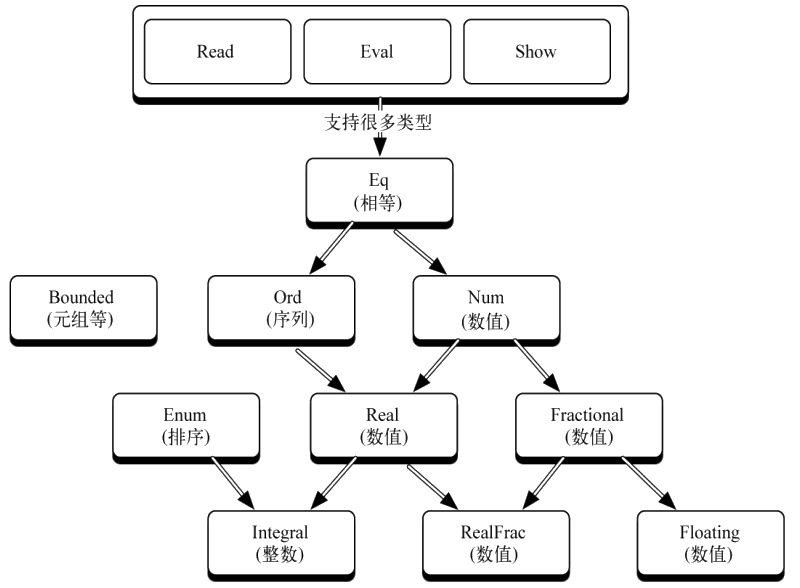 Read
Eval
Show
支持很多类型
Eq
(相等)
Bounded
(元组等)
Ord
(序列)
Num
(数值)
Enum
(排序)
Real
(数值)
Fractional
(数值)
Integral
(整数)
RealFrac
(数值)
Floating
(数值)